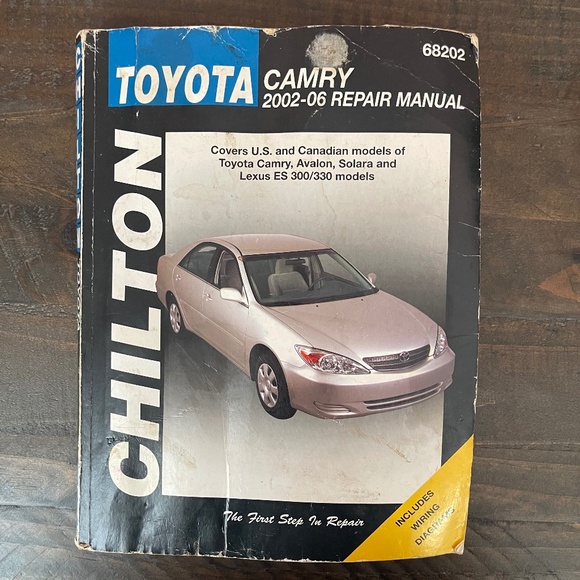 TOYOTA
CAMRY
2002-06 REPAIR MANUAL
68202
Covers U.S. and Canadian models of
Toyota Camry, Avalon, Solara and
Lexus ES 300/330 models
CHILTON
The First Step In Repair
INCLUDES
WIRING
DIAGRAMS